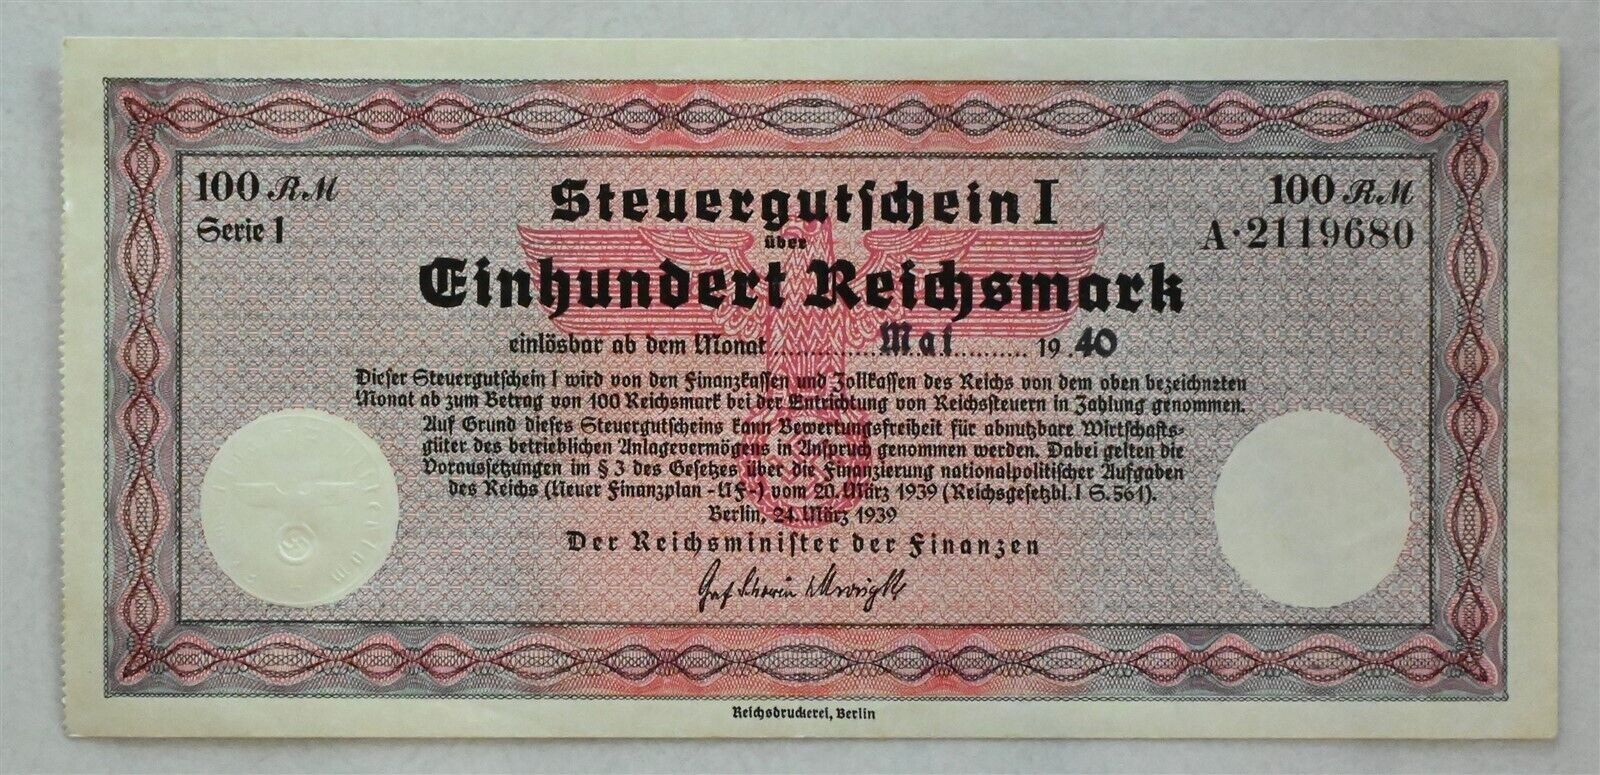 100 RM
Serie I
Steuergutschein I
100 RM
A·2119680
über
Einhundert Reichsmark
einlösbar ab dem Monat Mai 19 40
Dieser Steuergutschein I wird von den Finanzkassen und Zollkassen des Reichs von dem oben bezeichneten
Monat ab zum Betrag von 100 Reichsmark bei der Entrichtung von Reichssteuern in Zahlung genommen.
Auf Grund dieses Steuergutscheins kann Bewertungsfreiheit für abnutzbare Wirtschafts-
güter des betrieblichen Anlagevermögens in Anspruch genommen werden. Dabei gelten die
Voraussetzungen im § 3 des Gesetzes über die Finanzierung nationalpolitischer Aufgaben
des Reichs (Neuer Finanzplan -NF-) vom 20. März 1939 (Reichsgesetzbl. I S. 561).
Berlin, 24. März 1939
Der Reichsminister der Finanzen
Graf Schwerin
Reichsdruckerei, Berlin